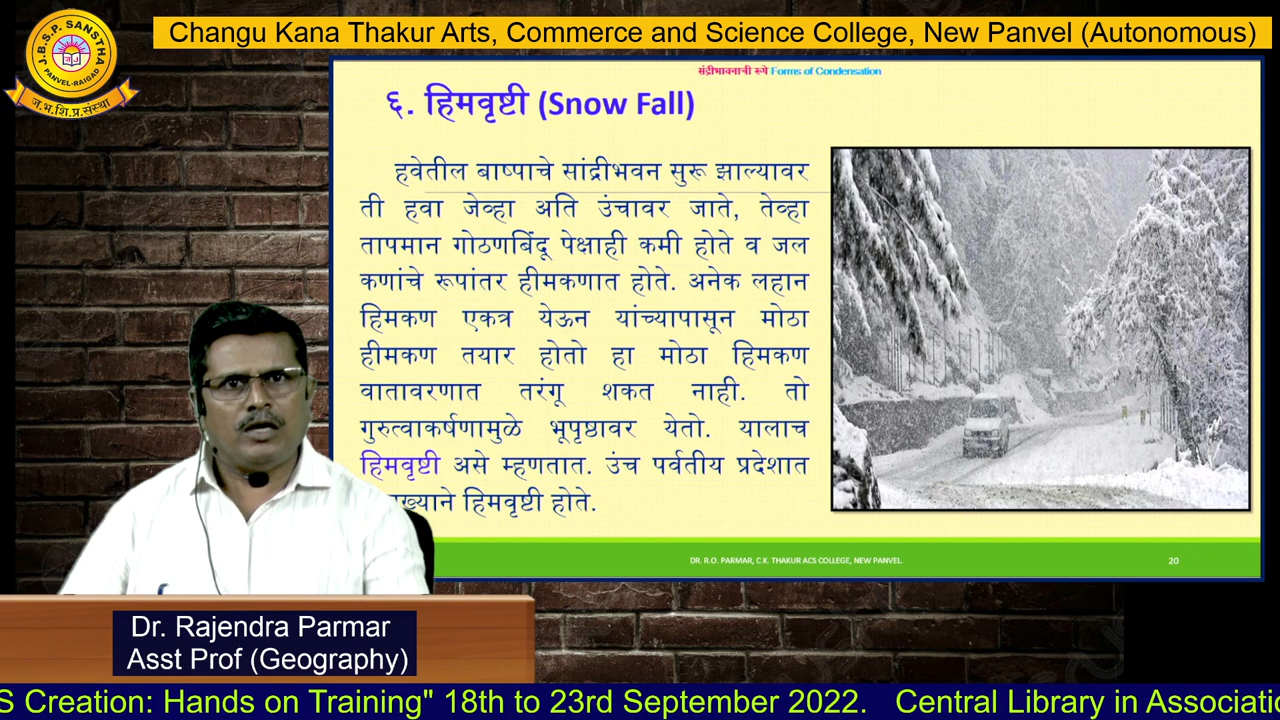 J.B.S.P. SANSTHA
PANVEL-RAIGAD
ज.भ.शि.प्र.संस्था
Changu Kana Thakur Arts, Commerce and Science College, New Panvel (Autonomous)
संद्रीभावनाची रूपे Forms of Condensation
६. हिमवृष्टी (Snow Fall)
हवेतील बाष्पाचे सांद्रीभवन सुरू झाल्यावर
ती हवा जेव्हा अति उंचावर जाते, तेव्हा
तापमान गोठणबिंदू पेक्षाही कमी होते व जल
कणांचे रूपांतर हीमकणात होते. अनेक लहान
हिमकण एकत्र येऊन यांच्यापासून मोठा
हीमकण तयार होतो हा मोठा हिमकण
वातावरणात तरंगू शकत नाही. तो
गुरुत्वाकर्षणामुळे भूपृष्ठावर येतो. यालाच
हिमवृष्टी असे म्हणतात. उंच पर्वतीय प्रदेशात
हिमवृष्टी होते.
DR. R.O. PARMAR, C.K. THAKUR ACS COLLEGE, NEW PANVEL.
20
Dr. Rajendra Parmar
Asst Prof (Geography)
S Creation: Hands on Training" 18th to 23rd September 2022. Central Library in Associati